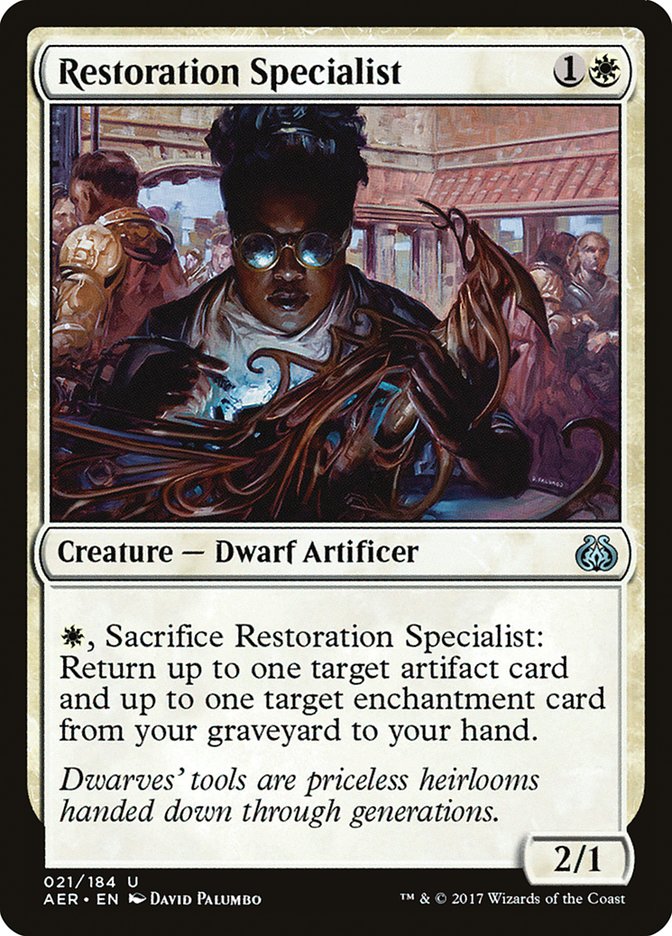 Restoration Specialist 1
Creature — Dwarf Artificer
, Sacrifice Restoration Specialist:
Return up to one target artifact card
and up to one target enchantment card
from your graveyard to your hand.
Dwarves’ tools are priceless heirlooms
handed down through generations.
2/1
021/184 U
AER • EN David Palumbo
™ & © 2017 Wizards of the Coast